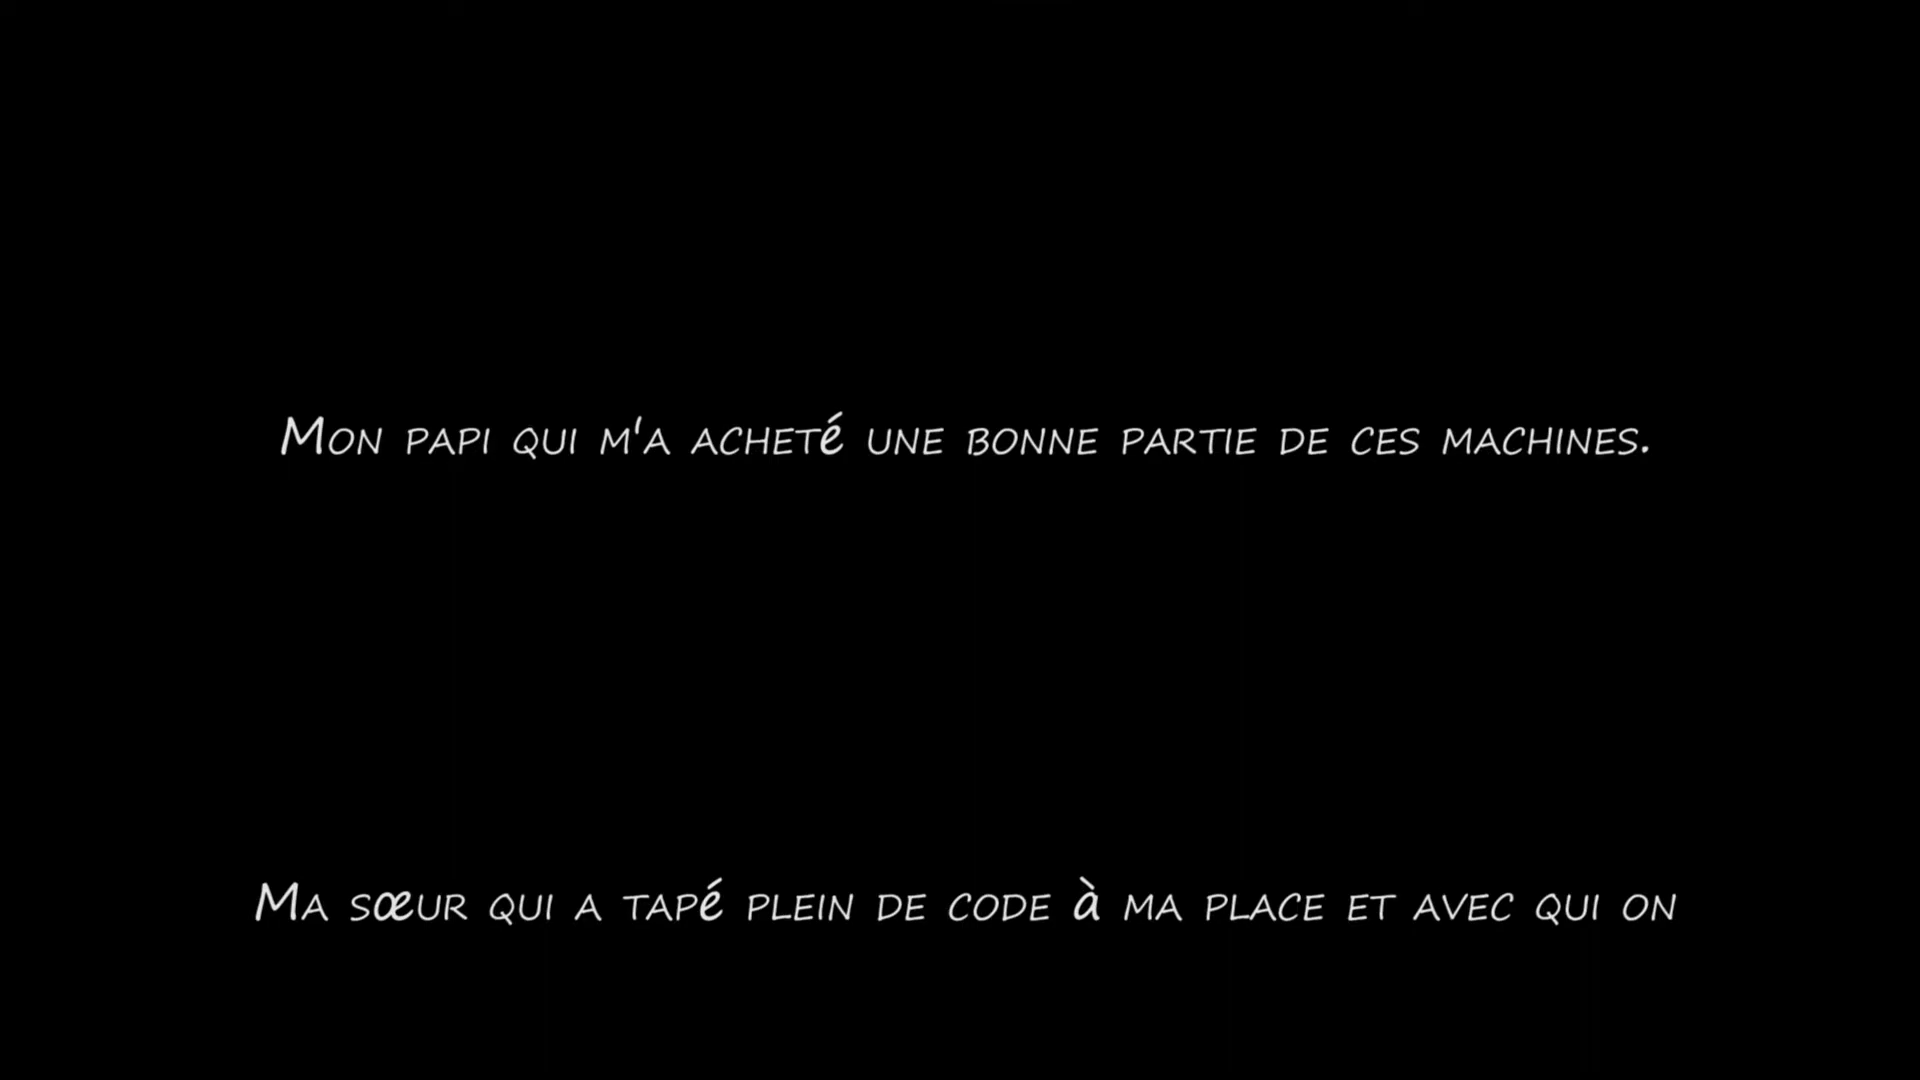 Mon papi qui m'a acheté une bonne partie de ces machines.
Ma sœur qui a tapé plein de code à ma place et avec qui on